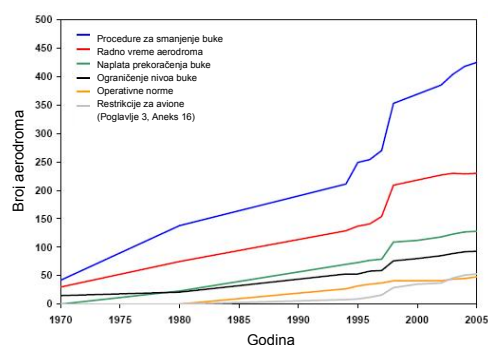 500
450
400
350
300
250
200
150
100
50
0
Broj aerodroma
Procedure za smanjenje buke
Radno vreme aerodroma
Naplata prekoračenja buke
Ograničenje nivoa buke
Operativne norme
Restrikcije za avione
(Poglavlje 3, Aneks 16)
1970 1975 1980 1985 1990 1995 2000 2005
Godina